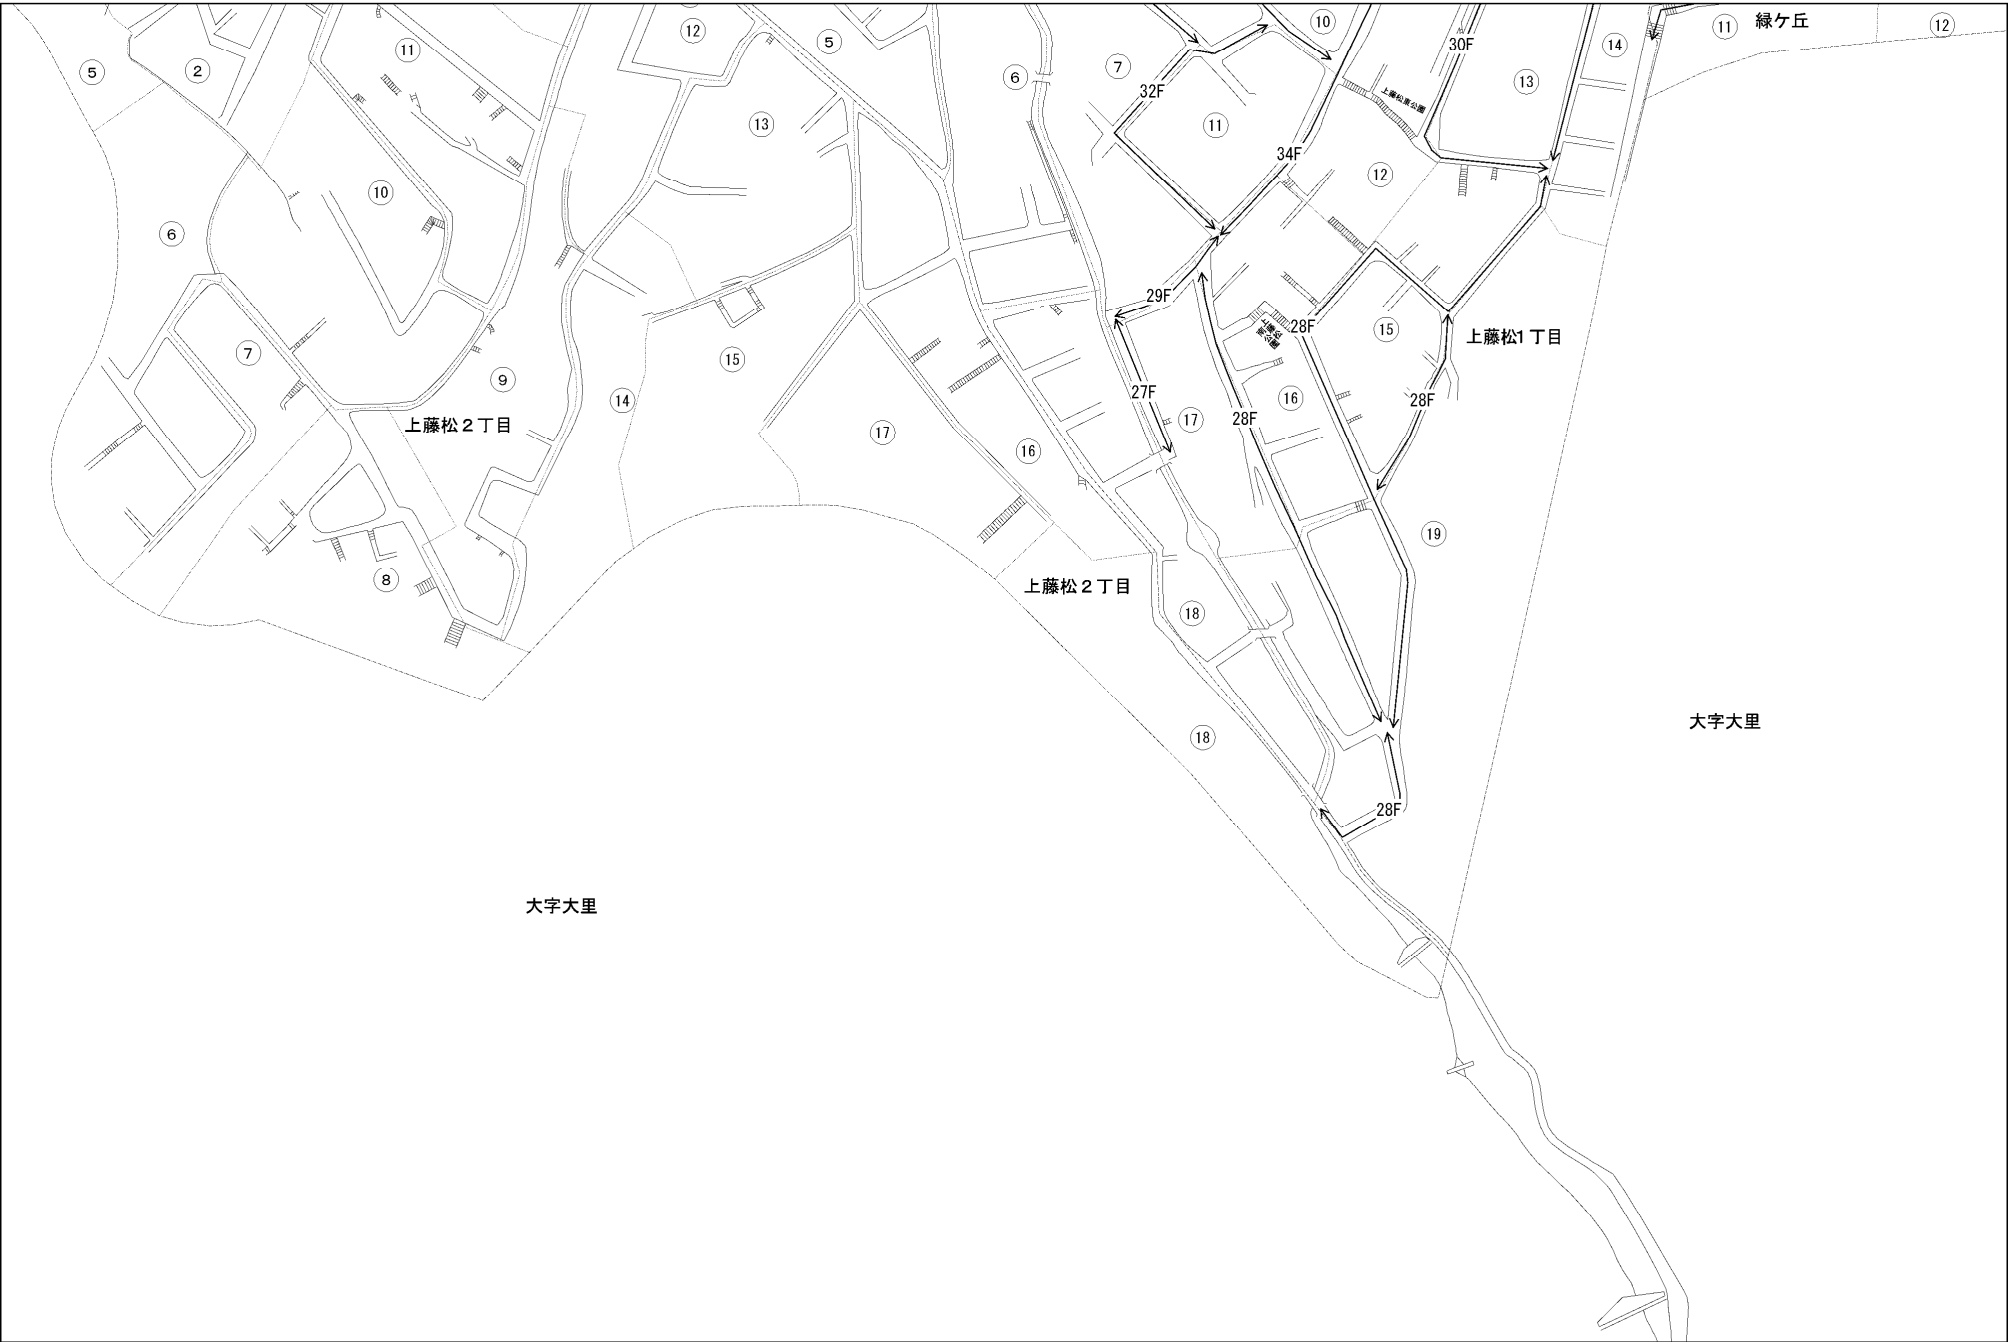 ⑩
⑪
緑ケ丘
⑫
⑤
②
⑪
⑫
⑤
⑥
⑦
30F
⑭
⑬
32F
上藤松東公園
⑬
⑪
34F
⑫
⑩
⑥
29F
28F
⑮
上藤松1丁目
⑦
⑮
⑨
⑭
27F
28F
⑯
28F
上藤松2丁目
⑰
⑯
⑰
⑲
⑧
上藤松2丁目
⑱
⑱
大字大里
28F
大字大里